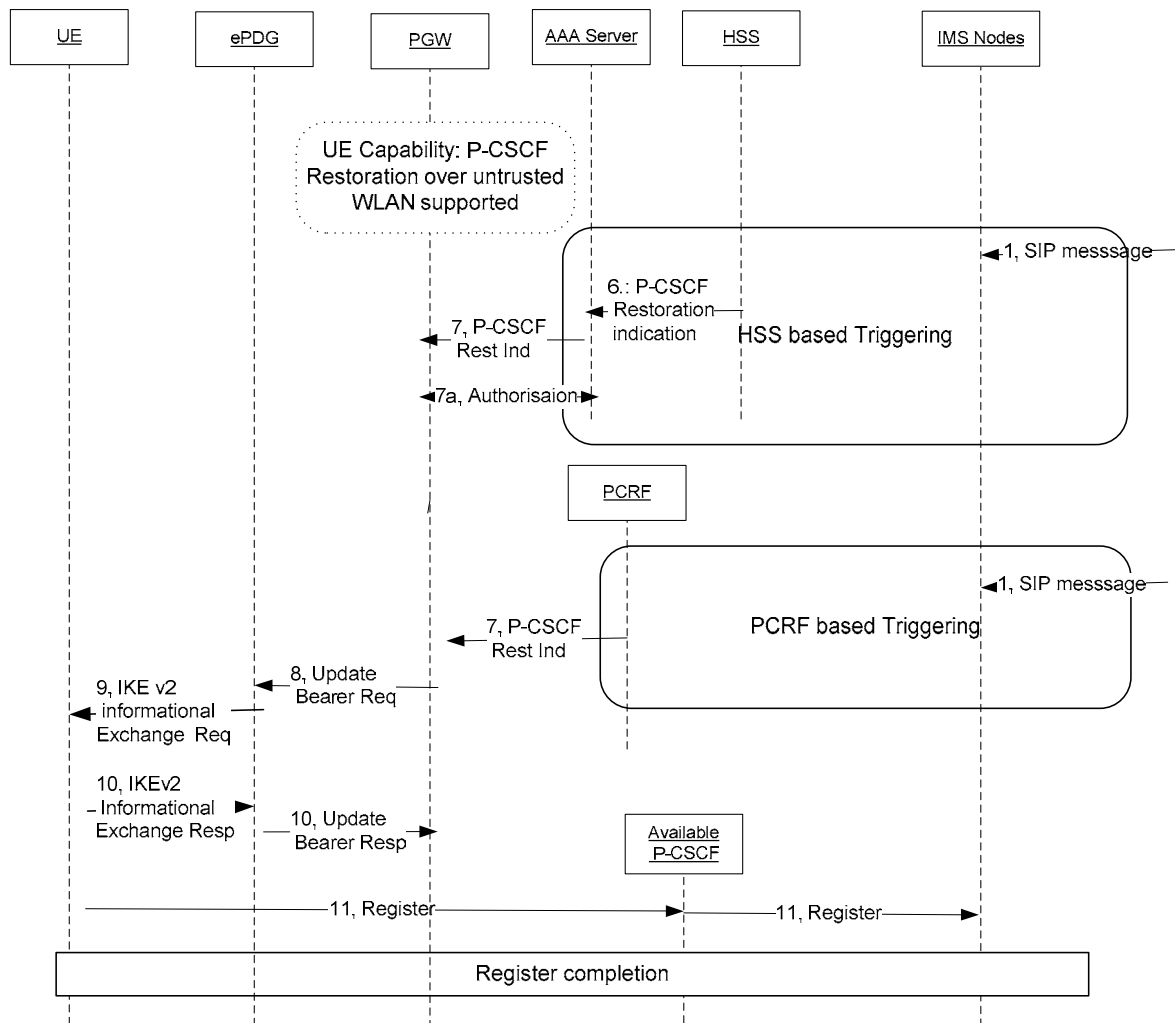 UE
ePDG
PGW
AAA Server
HSS
IMS Nodes
UE Capability: P-CSCF
Restoration over untrusted
WLAN supported
1, SIP messsage
6.: P-CSCF
Restoration
indication
7, P-CSCF
Rest Ind
HSS based Triggering
7a, Authorisaion
PCRF
1, SIP messsage
7, P-CSCF
Rest Ind
PCRF based Triggering
8, Update
Bearer Req
9, IKE v2
informational
Exchange Req
10, IKEv2
Informational
Exchange Resp
10, Update
Bearer Resp
Available
P-CSCF
11, Register
11, Register
Register completion